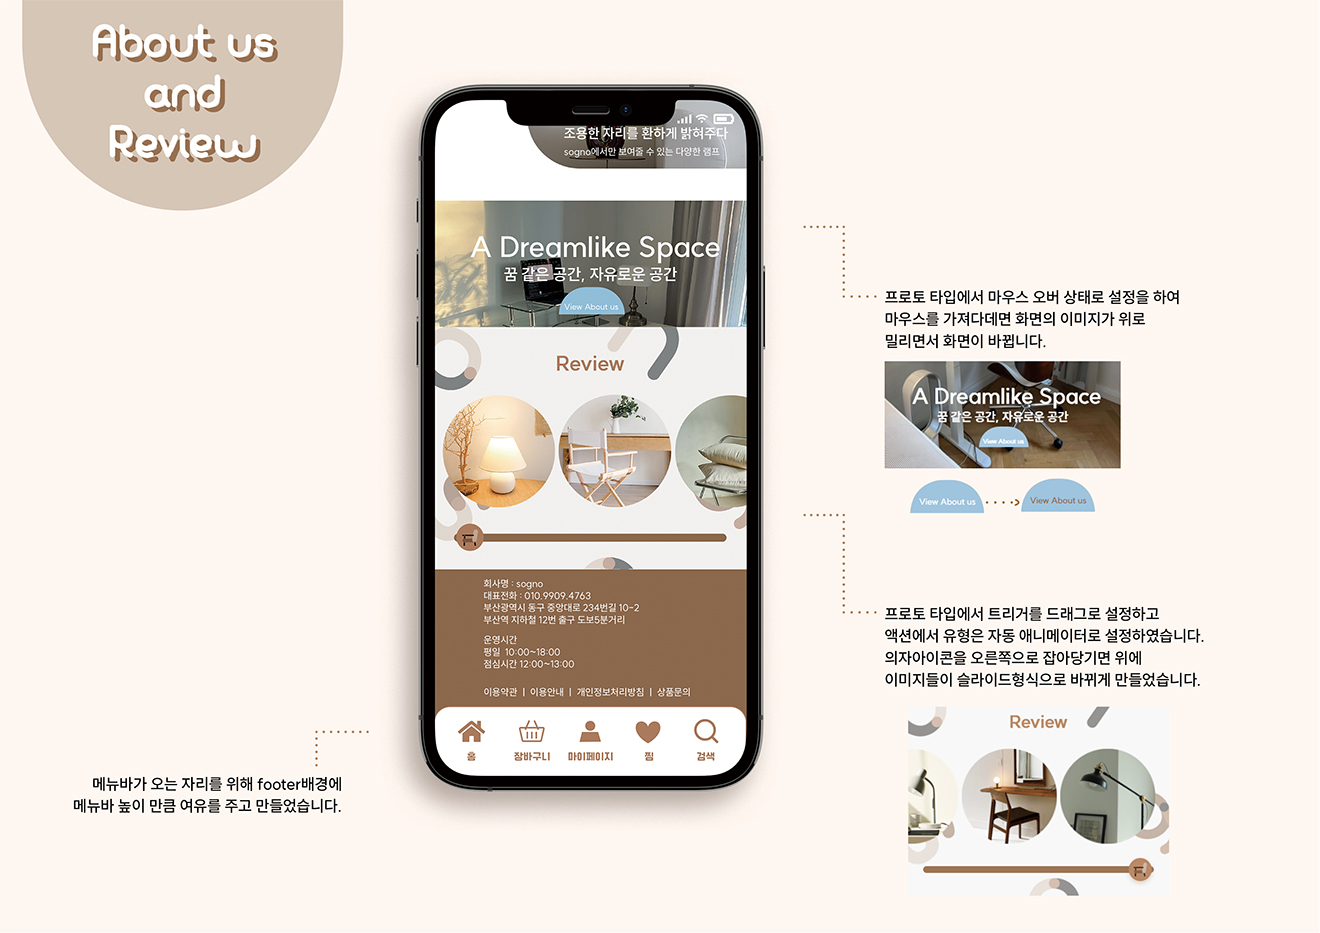 About us
and
Review
조용한 자리를 환하게 밝혀주다
sogno에서만 보여줄 수 있는 다양한 램프
A Dreamlike Space
꿈 같은 공간, 자유로운 공간
View About us
Review
회사명 : sogno
대표전화 : 010.9909.4763
부산광역시 동구 중앙대로 234번길 10-2
부산역 지하철 12번 출구 도보5분거리
운영시간
평일 10:00~18:00
점심시간 12:00~13:00
이용약관 | 이용안내 | 개인정보처리방침 | 상품문의
홈 장바구니 마이페이지 찜 검색
메뉴바가 오는 자리를 위해 footer배경에
메뉴바 높이 만큼 여유를 주고 만들었습니다.
프로토 타입에서 마우스 오버 상태로 설정을 하여
마우스를 가져다데면 화면의 이미지가 위로
밀리면서 화면이 바뀝니다.
A Dreamlike Space
꿈 같은 공간, 자유로운 공간
View About us
View About us View About us
프로토 타입에서 트리거를 드래그로 설정하고
액션에서 유형은 자동 애니메이터로 설정하였습니다.
의자아이콘을 오른쪽으로 잡아당기면 위에
이미지들이 슬라이드형식으로 바뀌게 만들었습니다.
Review